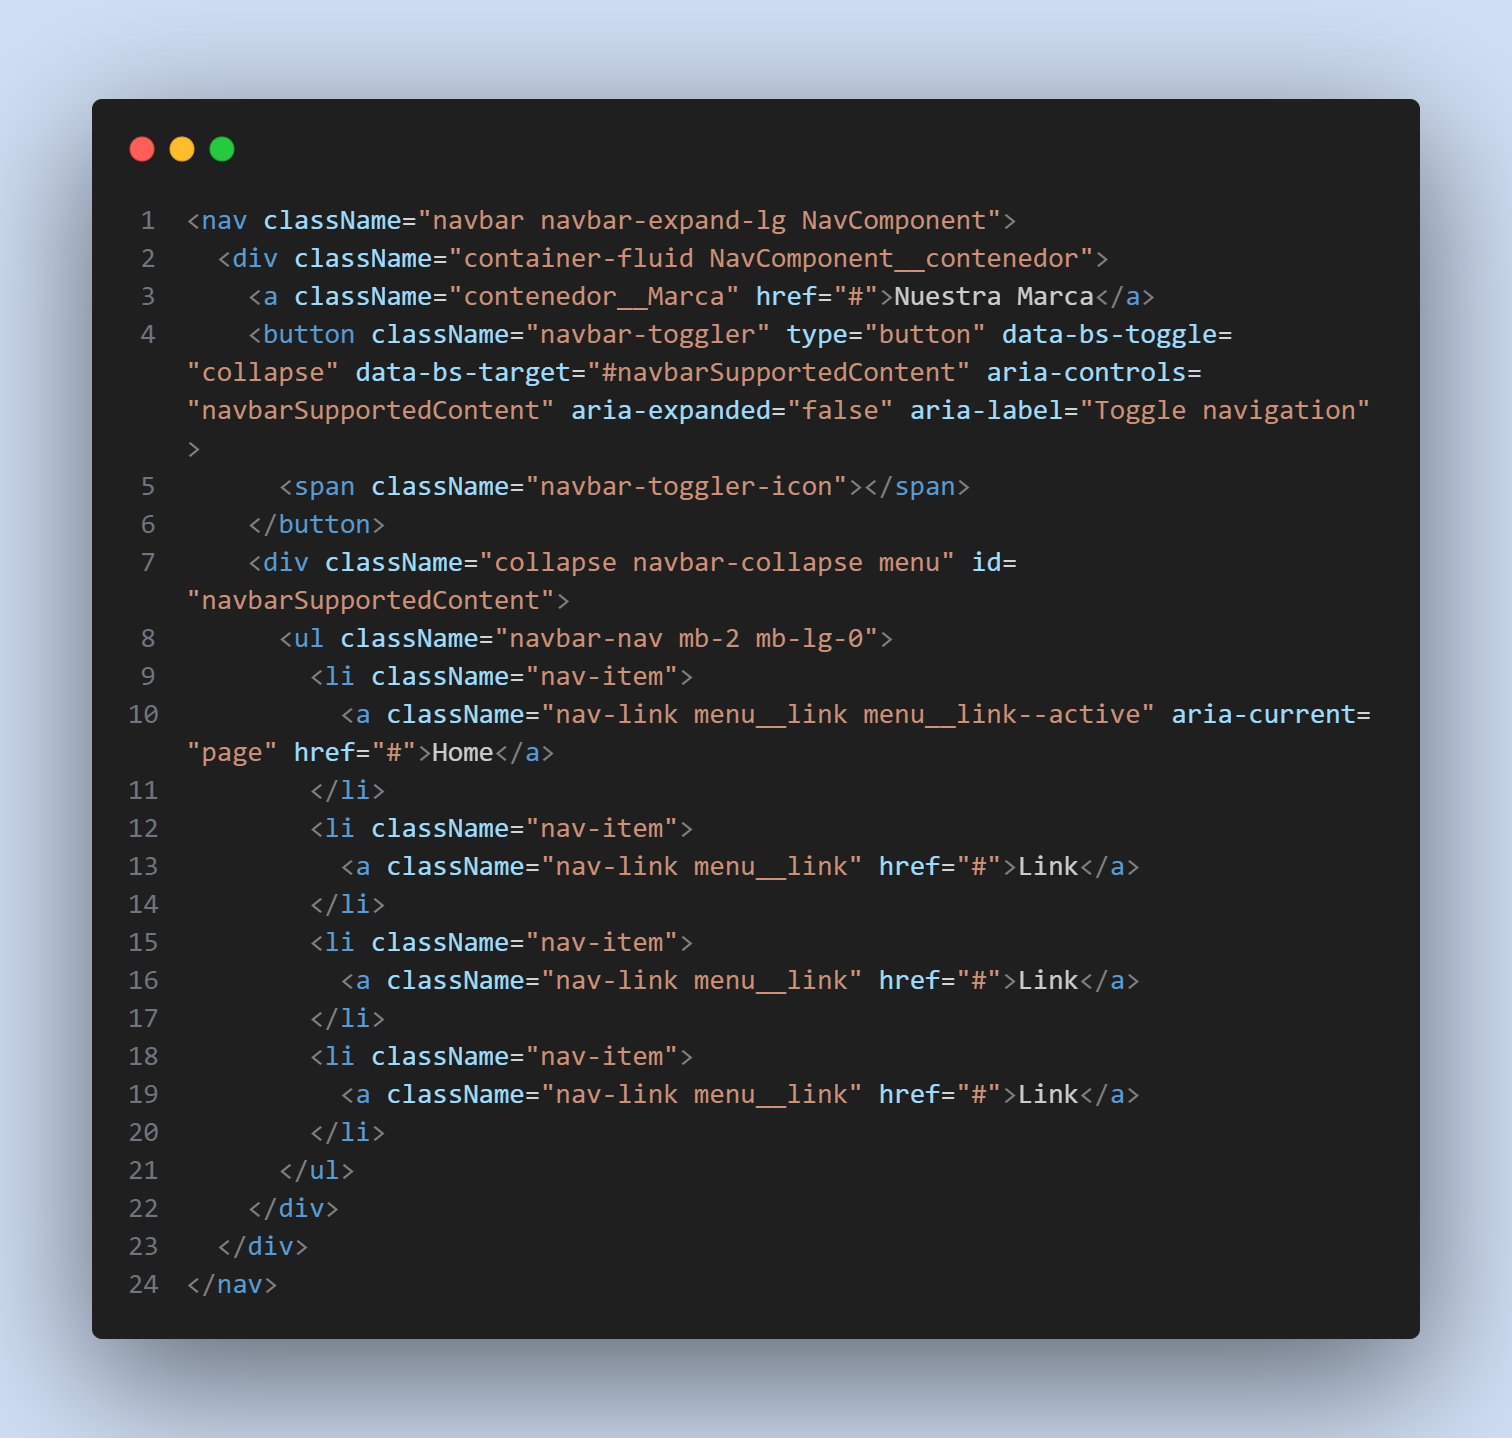 1 <nav className="navbar navbar-expand-lg NavComponent">
2   <div className="container-fluid NavComponent__contenedor">
3     <a className="contenedor__Marca" href="#">Nuestra Marca</a>
4     <button className="navbar-toggler" type="button" data-bs-toggle=
"collapse" data-bs-target="#navbarSupportedContent" aria-controls=
"navbarSupportedContent" aria-expanded="false" aria-label="Toggle navigation"
>
5       <span className="navbar-toggler-icon"></span>
6     </button>
7     <div className="collapse navbar-collapse menu" id=
"navbarSupportedContent">
8       <ul className="navbar-nav mb-2 mb-lg-0">
9         <li className="nav-item">
10           <a className="nav-link menu__link menu__link--active" aria-current=
"page" href="#">Home</a>
11         </li>
12         <li className="nav-item">
13           <a className="nav-link menu__link" href="#">Link</a>
14         </li>
15         <li className="nav-item">
16           <a className="nav-link menu__link" href="#">Link</a>
17         </li>
18         <li className="nav-item">
19           <a className="nav-link menu__link" href="#">Link</a>
20         </li>
21       </ul>
22     </div>
23   </div>
24 </nav>